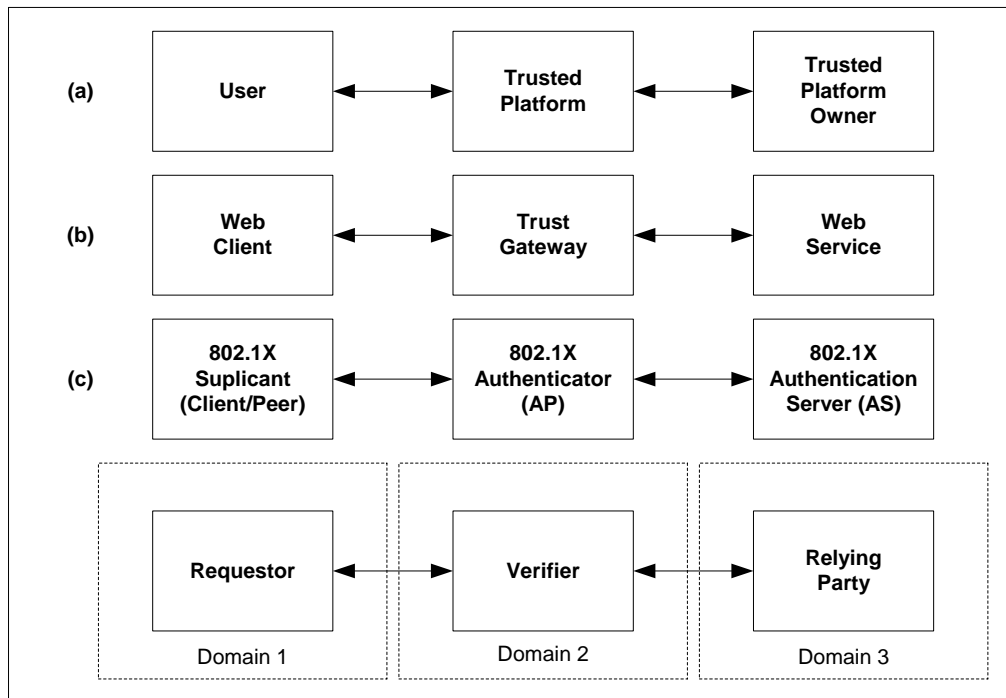 (a)
User
Trusted
Platform
Trusted
Platform
Owner
(b)
Web
Client
Trust
Gateway
Web
Service
(c)
802.1X
Suplicant
(Client/Peer)
802.1X
Authenticator
(AP)
802.1X
Authentication
Server (AS)
Requestor
Verifier
Relying
Party
Domain 1
Domain 2
Domain 3